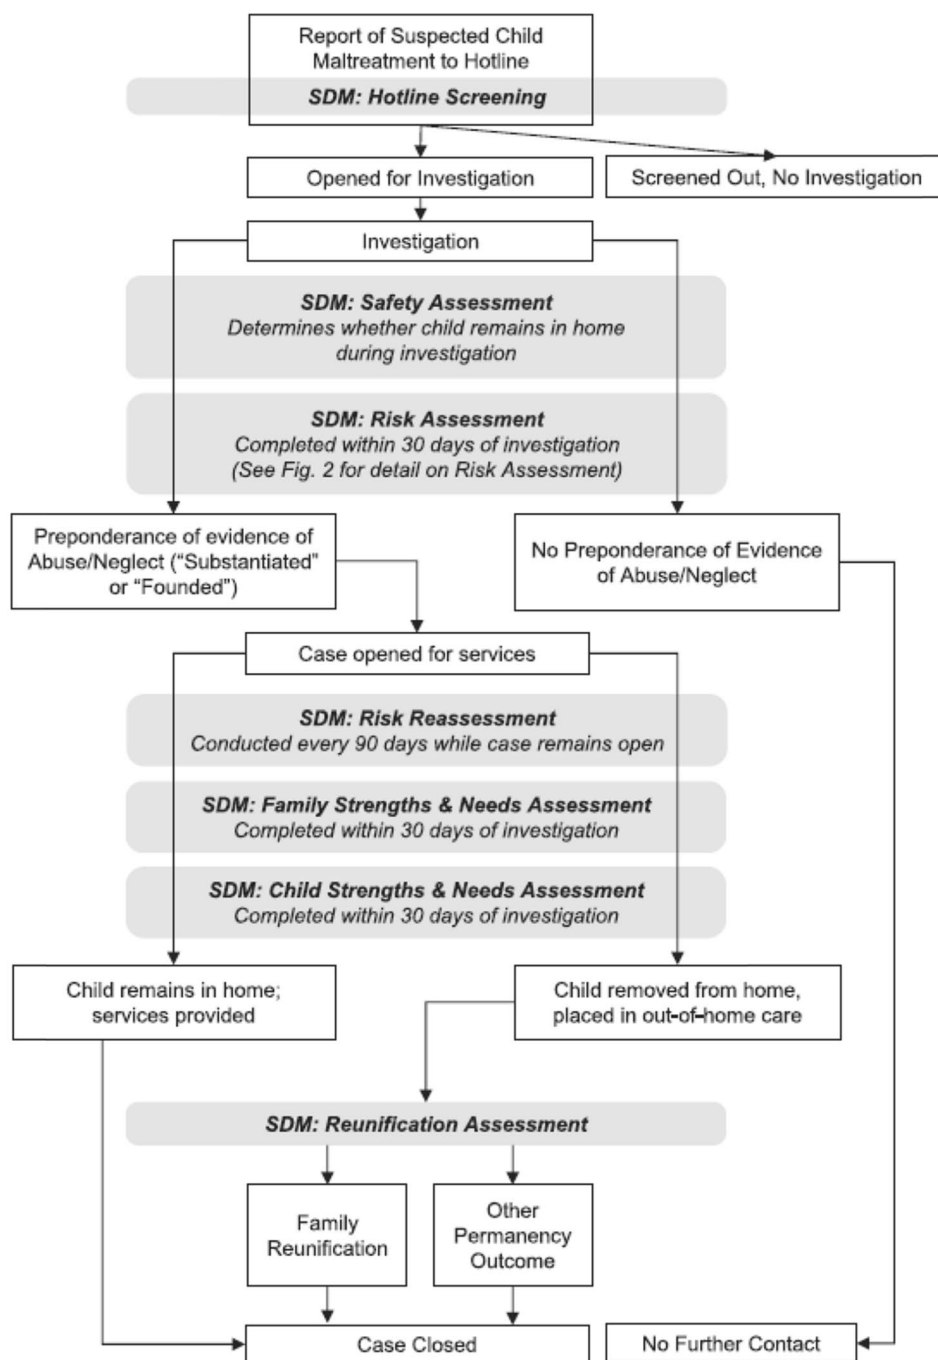 Report of Suspected Child
Maltreatment to Hotline
SDM: Hotline Screening
Opened for Investigation
Screened Out, No Investigation
Investigation
SDM: Safety Assessment
Determines whether child remains in home
during investigation
SDM: Risk Assessment
Completed within 30 days of investigation
(See Fig. 2 for detail on Risk Assessment)
Preponderance of evidence of
Abuse/Neglect (“Substantiated”
or “Founded”)
No Preponderance of Evidence
of Abuse/Neglect
Case opened for services
SDM: Risk Reassessment
Conducted every 90 days while case remains open
SDM: Family Strengths & Needs Assessment
Completed within 30 days of investigation
SDM: Child Strengths & Needs Assessment
Completed within 30 days of investigation
Child remains in home;
services provided
Child removed from home,
placed in out-of-home care
SDM: Reunification Assessment
Family
Reunification
Other
Permanency
Outcome
Case Closed
No Further Contact